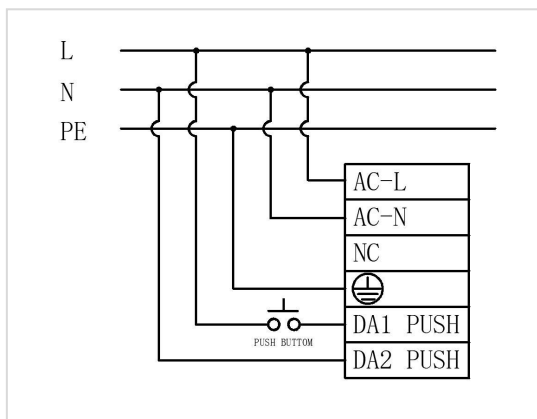 L
N
PE
AC-L
AC-N
NC
DA1 PUSH
PUSH BUTTOM
DA2 PUSH